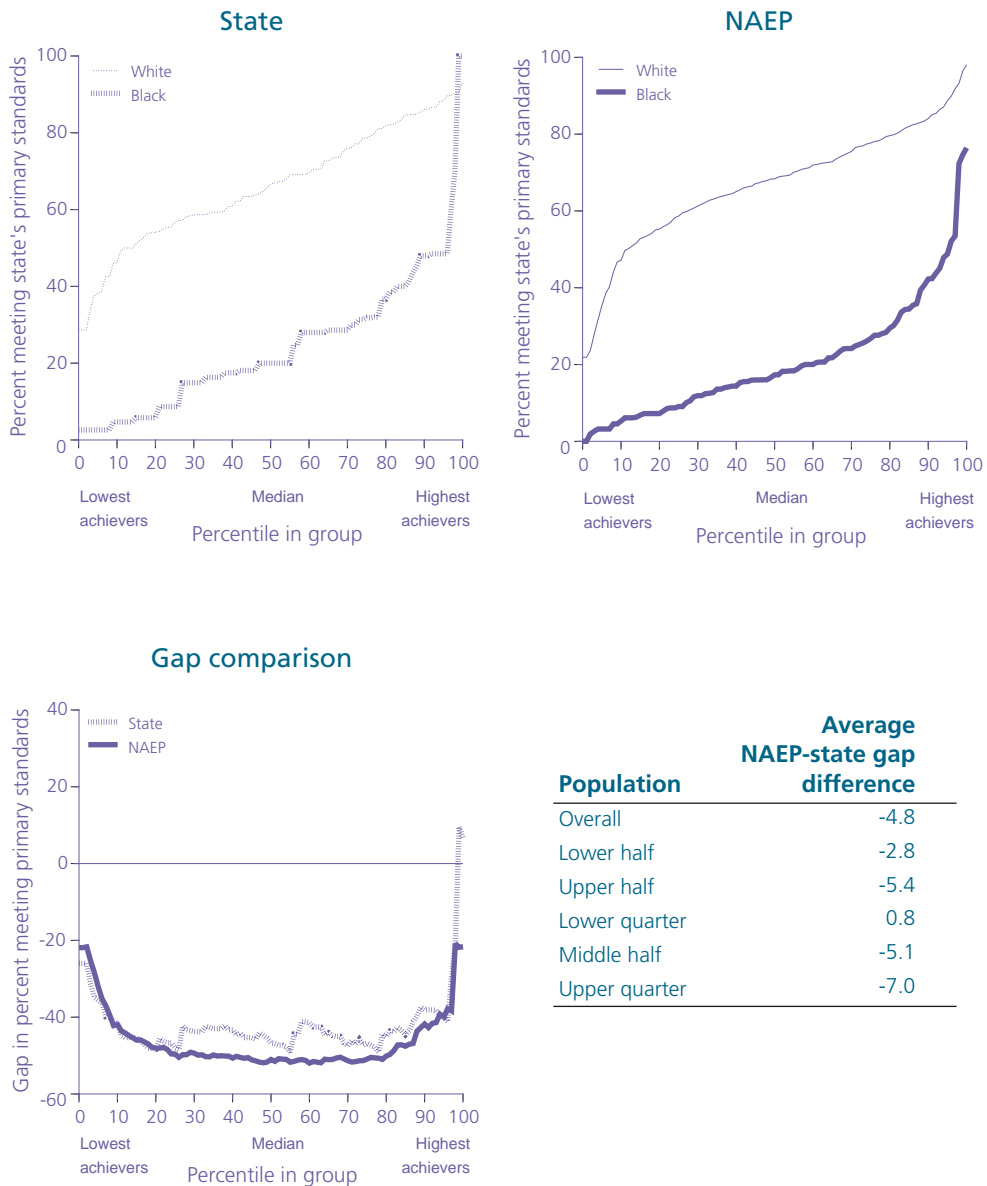 State
Percent meeting state's primary standards
100
80
60
40
20
0
White
Black
0 10 20 30 40 50 60 70 80 90 100
Lowest achievers
Median
Highest achievers
Percentile in group
NAEP
Percent meeting state's primary standards
100
80
60
40
20
0
White
Black
0 10 20 30 40 50 60 70 80 90 100
Lowest achievers
Median
Highest achievers
Percentile in group
Gap comparison
Gap in percent meeting primary standards
40
20
0
-20
-40
-60
State
NAEP
0 10 20 30 40 50 60 70 80 90 100
Lowest achievers
Median
Highest achievers
Percentile in group
Average
NAEP-state gap
Population difference
Overall -4.8
Lower half -2.8
Upper half -5.4
Lower quarter 0.8
Middle half -5.1
Upper quarter -7.0